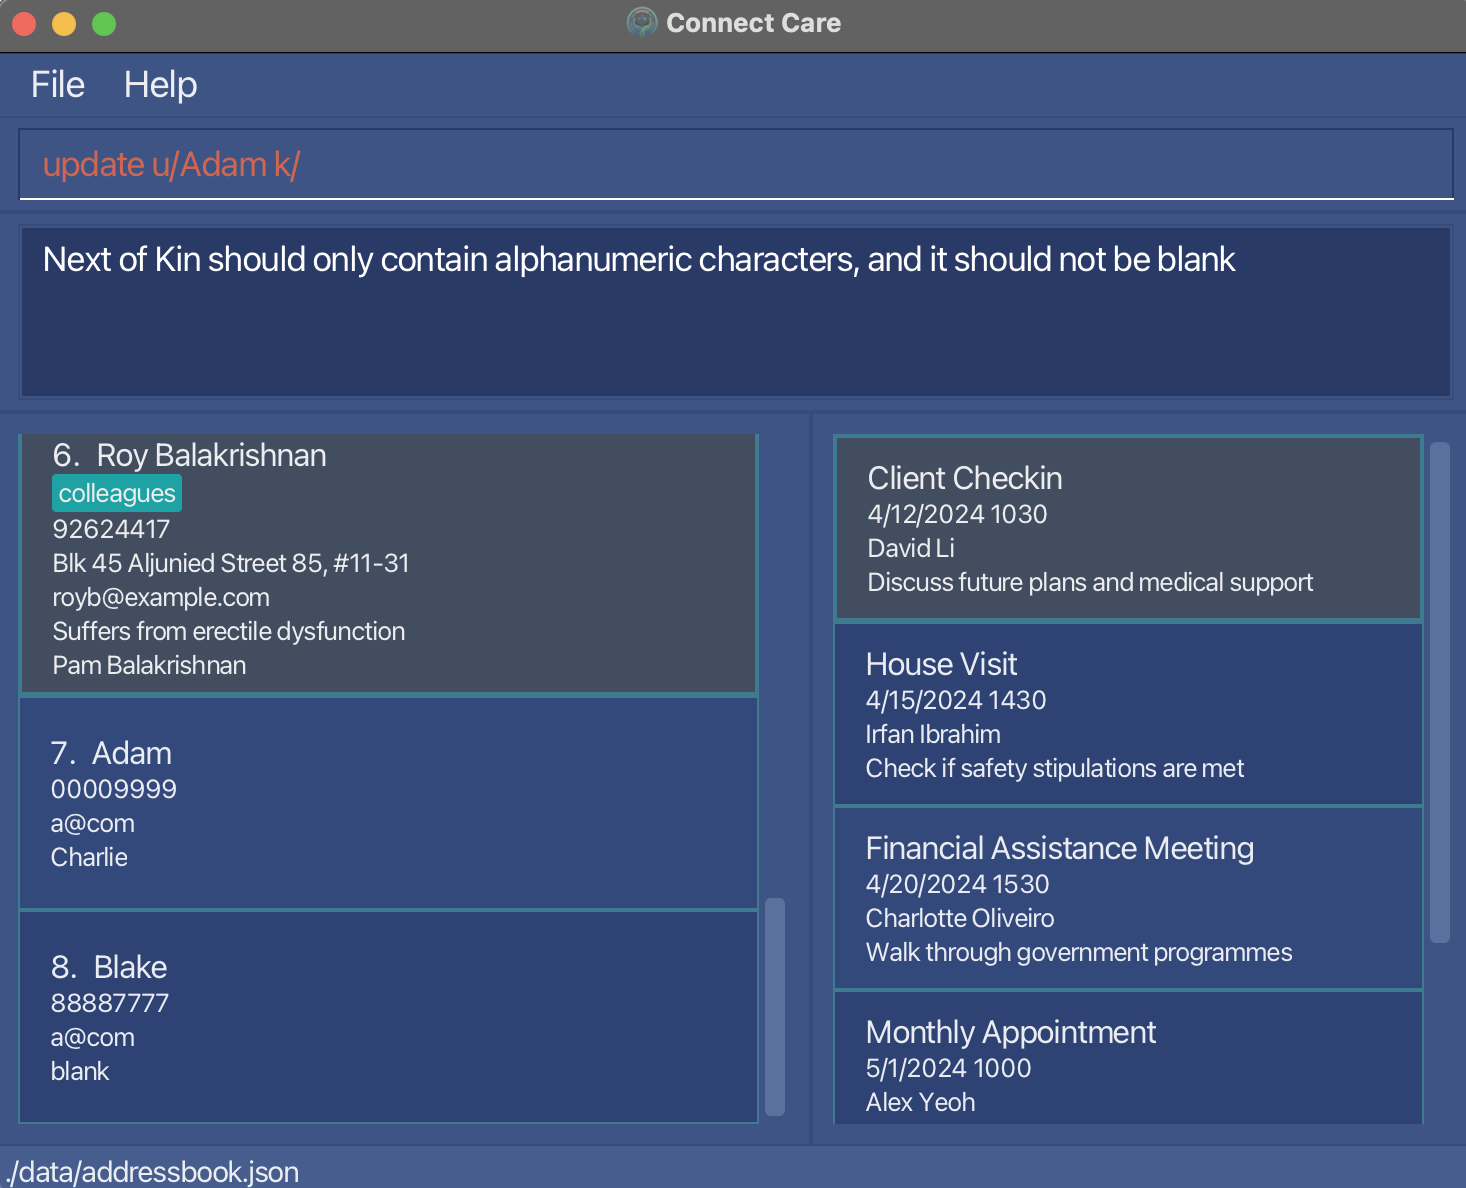 Connect Care
File Help
update u/Adam k/
Next of Kin should only contain alphanumeric characters, and it should not be blank
6. Roy Balakrishnan
colleagues
92624417
Blk 45 Aljunied Street 85, #11-31
royb@example.com
Suffers from erectile dysfunction
Pam Balakrishnan
7. Adam
00009999
a@com
Charlie
8. Blake
88887777
a@com
blank
Client Checkin
4/12/2024 1030
David Li
Discuss future plans and medical support
House Visit
4/15/2024 1430
Irfan Ibrahim
Check if safety stipulations are met
Financial Assistance Meeting
4/20/2024 1530
Charlotte Oliveiro
Walk through government programmes
Monthly Appointment
5/1/2024 1000
Alex Yeoh
./data/addressbook.json